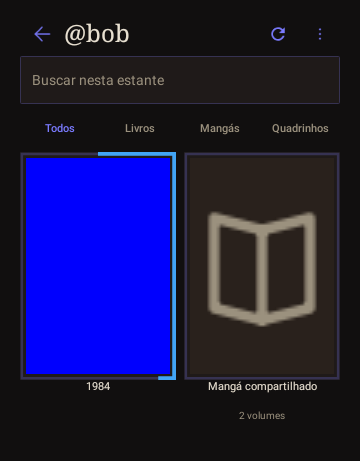 @bob
Buscar nesta estante
Todos Livros Mangás Quadrinhos
1984 Mangá compartilhado
2 volumes